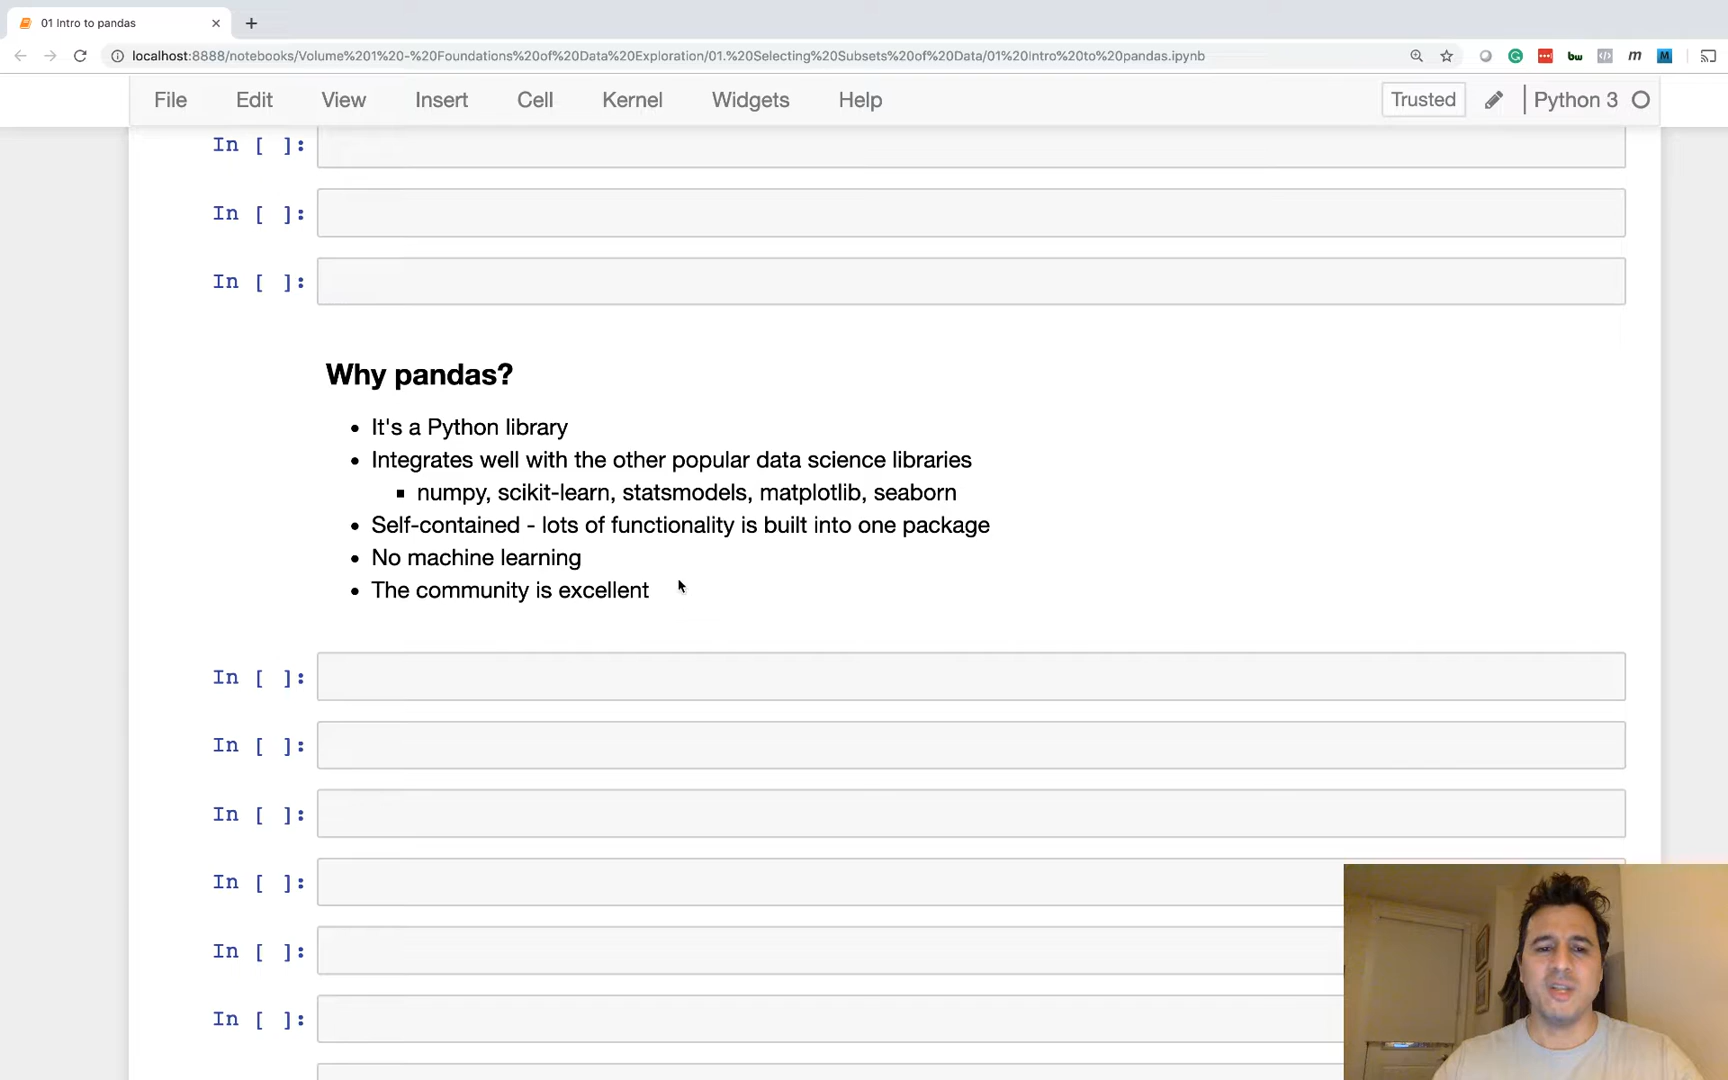 01 Intro to pandas
localhost:8888/notebooks/Volume%201%20-%20Foundations%20of%20Data%20Exploration/01.%20Selecting%20Subsets%20of%20Data/01%20Intro%20to%20pandas.ipynb
File Edit View Insert Cell Kernel Widgets Help Trusted Python 3
In [ ]:
In [ ]:
In [ ]:
Why pandas?
• It's a Python library
• Integrates well with the other popular data science libraries
▪ numpy, scikit-learn, statsmodels, matplotlib, seaborn
• Self-contained - lots of functionality is built into one package
• No machine learning
• The community is excellent
In [ ]:
In [ ]:
In [ ]:
In [ ]:
In [ ]:
In [ ]: